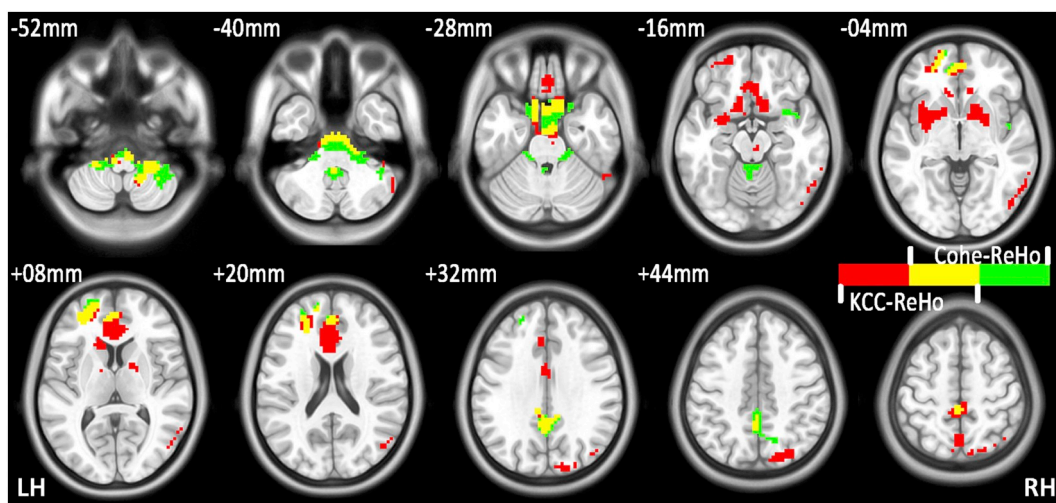 -52mm
-40mm
-28mm
-16mm
-04mm
Cohe-ReHo
KCC-ReHo
+08mm
+20mm
+32mm
+44mm
LH
RH